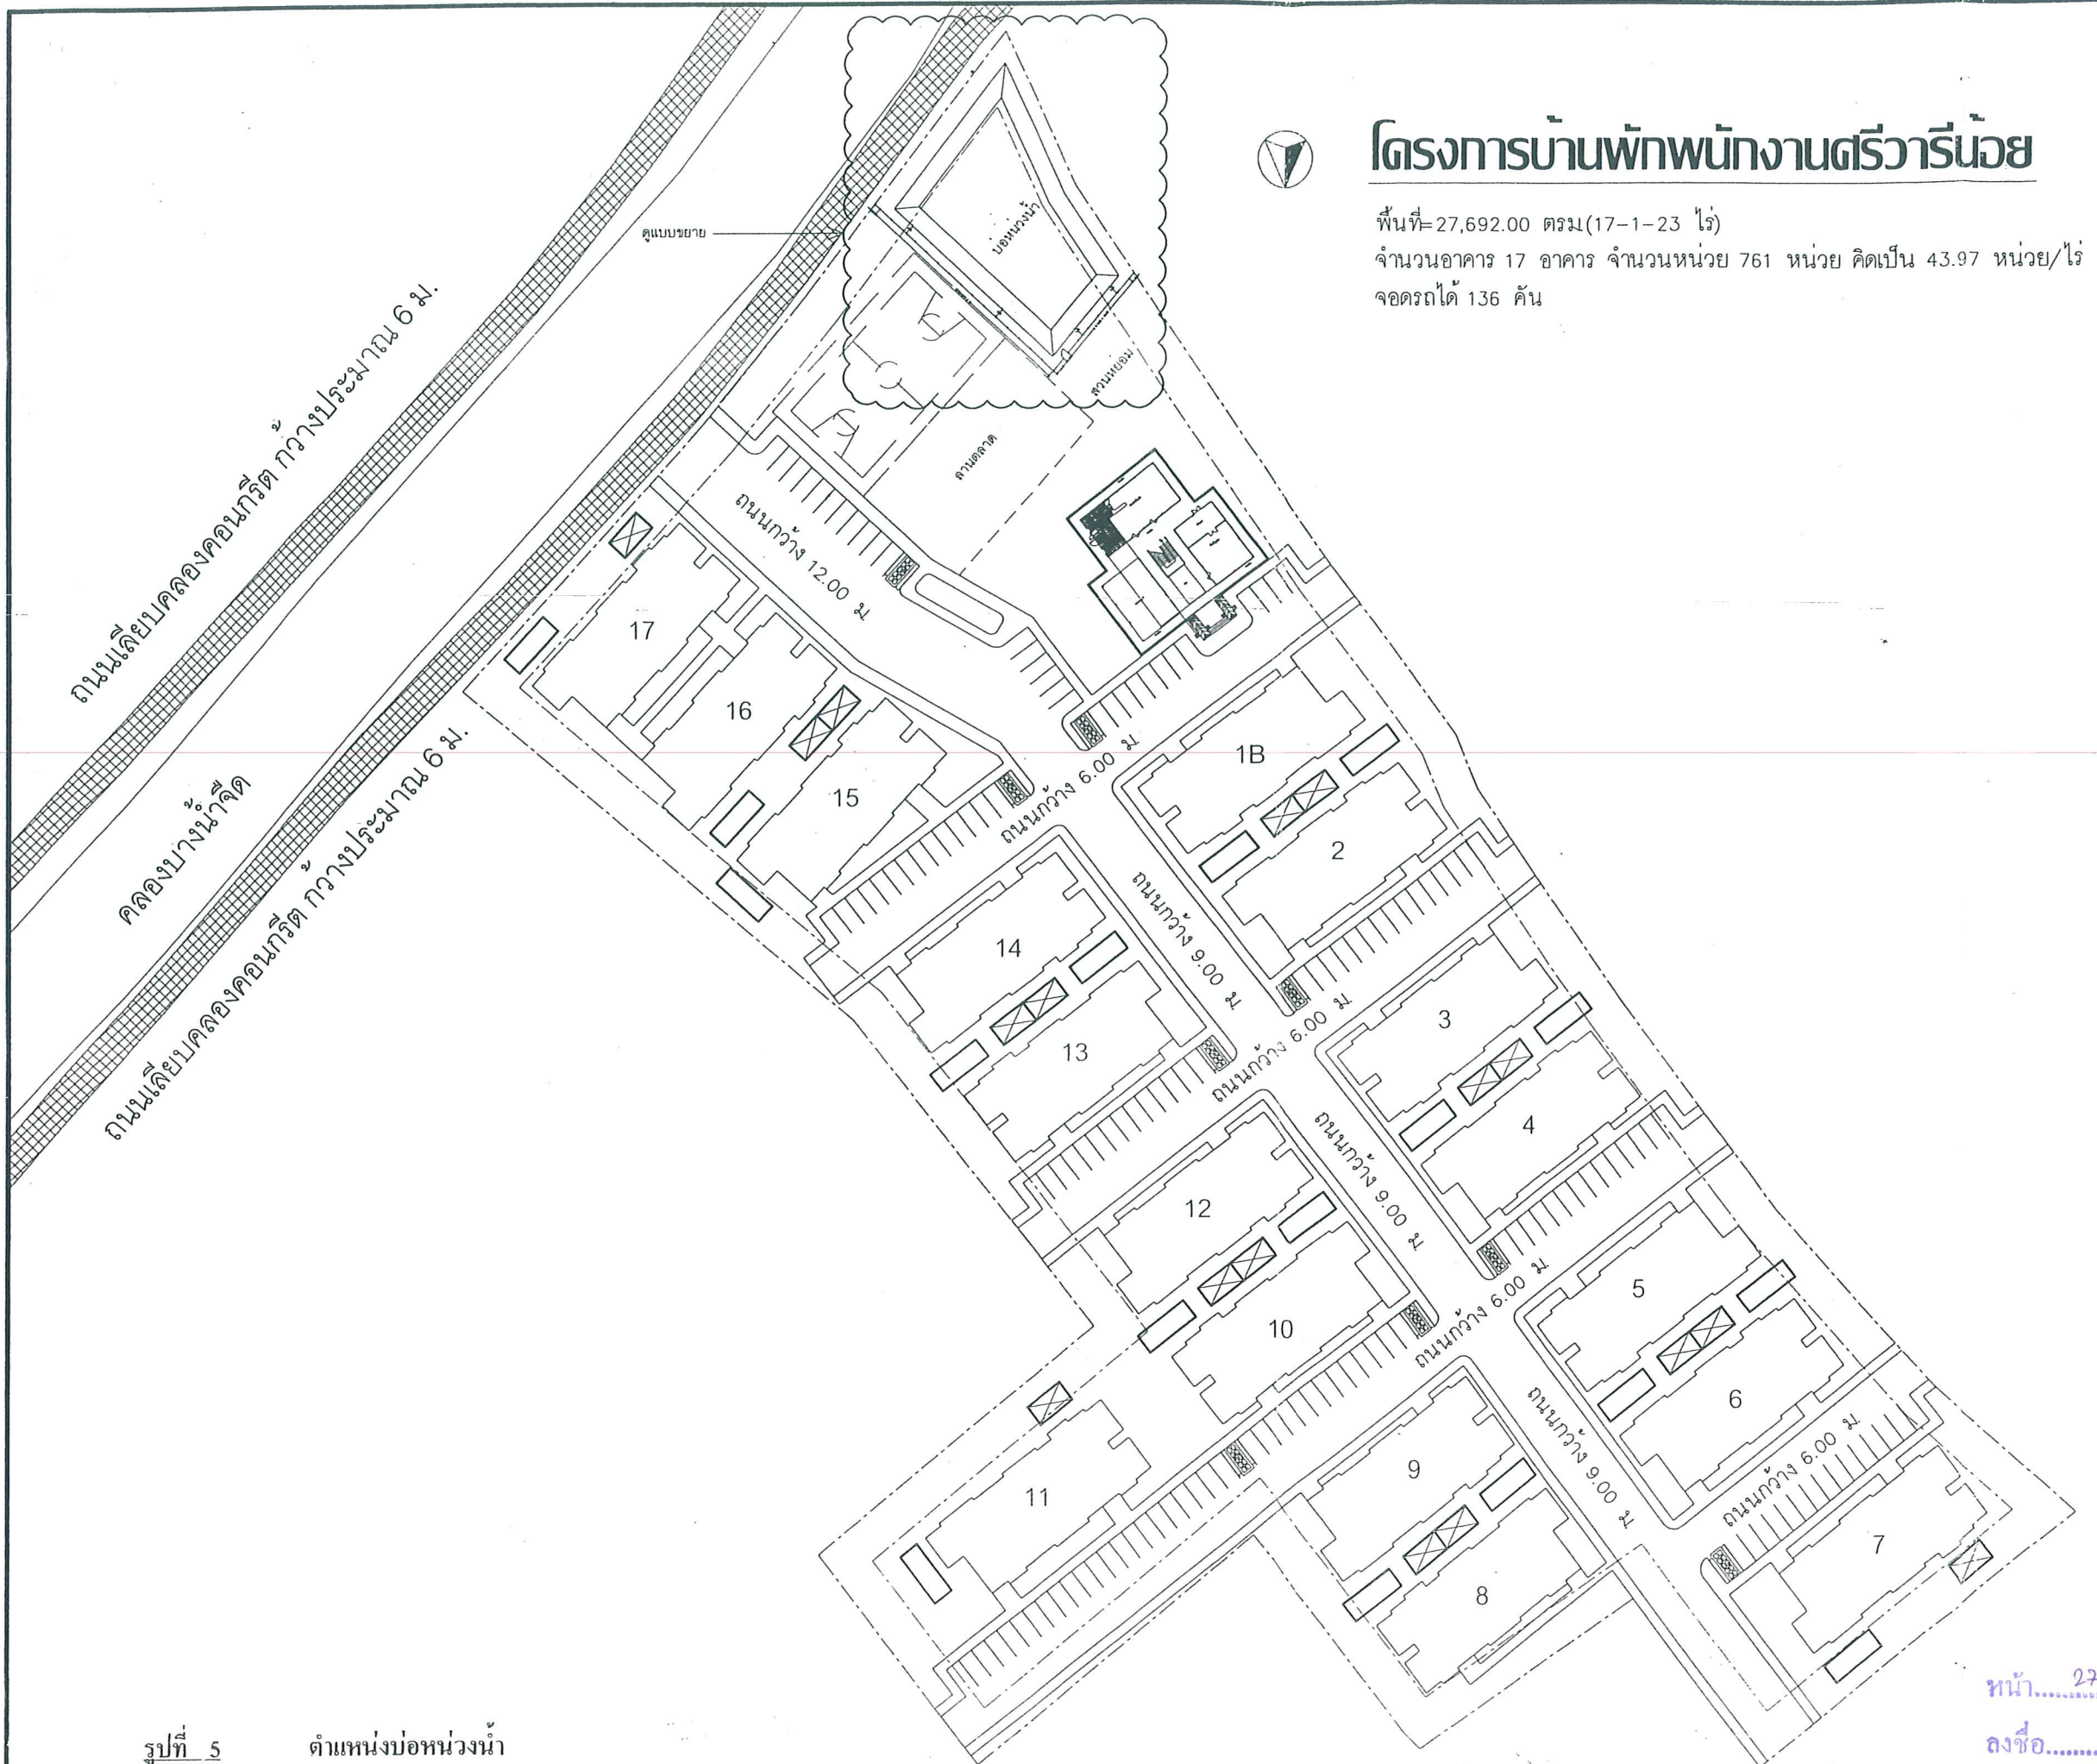 โครงการบ้านพักพนักงานศรีวารีน้อย
พื้นที่=27,692.00 ตรม(17-1-23 ไร่)
จำนวนอาคาร 17 อาคาร จำนวนหน่วย 761 หน่วย คิดเป็น 43.97 หน่วย/ไร่
จอดรถได้ 136 คัน
ดูแบบขยาย
บ่อหน่วงน้ำ
สวนหย่อม
ลานตลาด
ถนนเลียบคลองคอนกรีต กว้างประมาณ 6 ม.
คลองบางน้ำจืด
ถนนเลียบคลองคอนกรีต กว้างประมาณ 6 ม.
ถนนกว้าง 12.00 ม
17
16
15
ถนนกว้าง 6.00 ม
1B
2
ถนนกว้าง 9.00 ม
14
13
ถนนกว้าง 6.00 ม
3
4
ถนนกว้าง 9.00 ม
12
10
ถนนกว้าง 6.00 ม
5
6
ถนนกว้าง 9.00 ม
ถนนกว้าง 6.00 ม
11
9
8
7
หน้า.....27
ลงชื่อ........
รูปที่ 5 ตำแหน่งบ่อหน่วงน้ำ